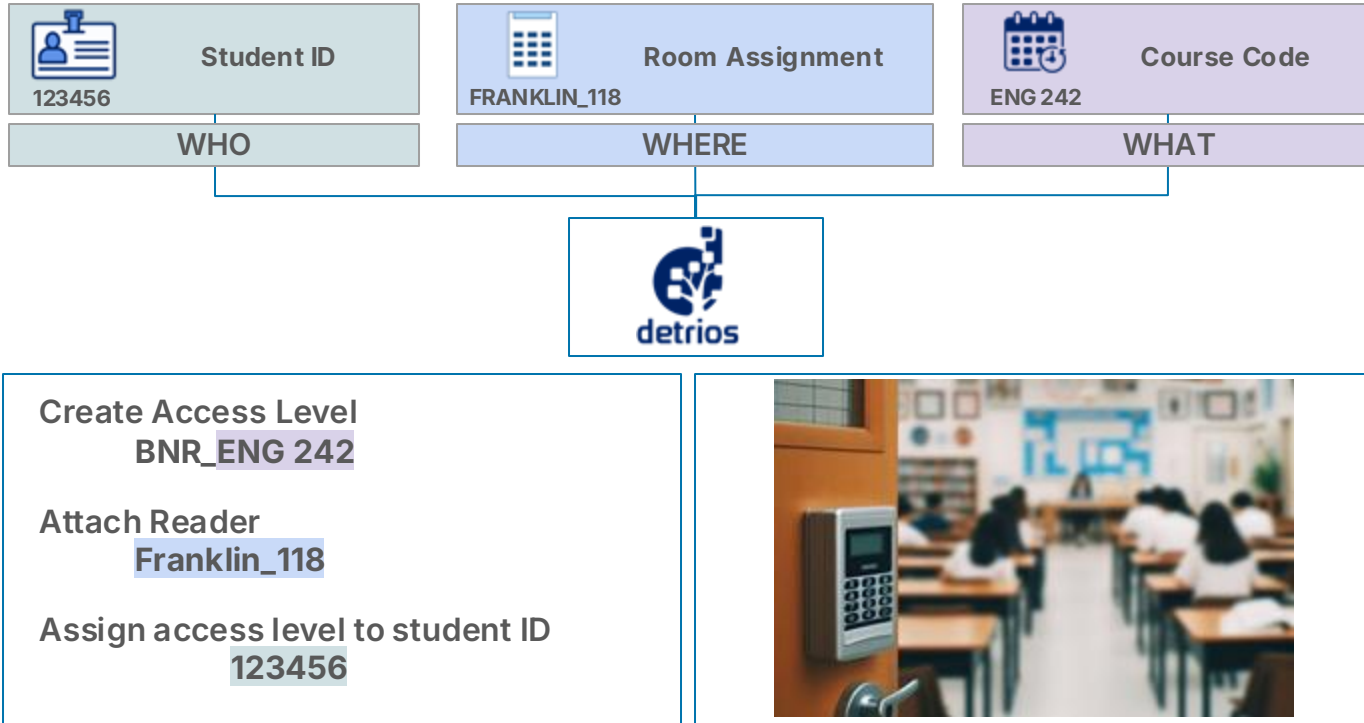 Student ID
123456
WHO
Room Assignment
FRANKLIN_118
WHERE
Course Code
ENG 242
WHAT
detrios
Create Access Level
BNR_ENG 242
Attach Reader
Franklin_118
Assign access level to student ID
123456